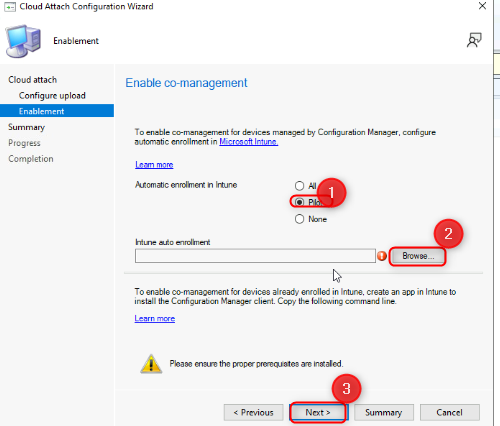 Cloud Attach Configuration Wizard
Enablement
Cloud attach
Configure upload
Enablement
Summary
Progress
Completion
Enable co-management
To enable co-management for devices managed by Configuration Manager, configure
automatic enrollment in Microsoft Intune.
Learn more
Automatic enrollment in Intune
All
1
Pilot
None
Intune auto enrollment
2
Browse...
To enable co-management for devices already enrolled in Intune, create an app in Intune to
install the Configuration Manager client. Copy the following command line.
Learn more
Please ensure the proper prerequisites are installed.
3
< Previous
Next >
Summary
Cancel